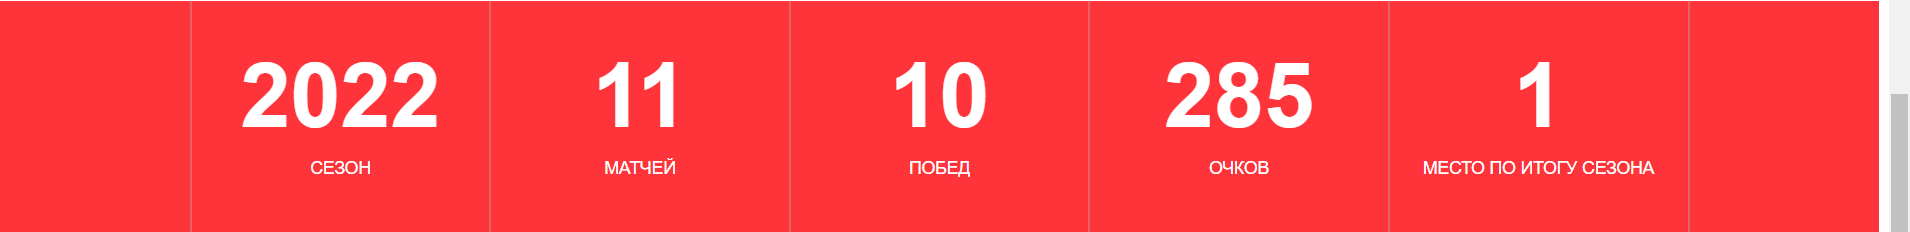 2022 11 10 285 1
СЕЗОН МАТЧЕЙ ПОБЕД ОЧКОВ МЕСТО ПО ИТОГУ СЕЗОНА